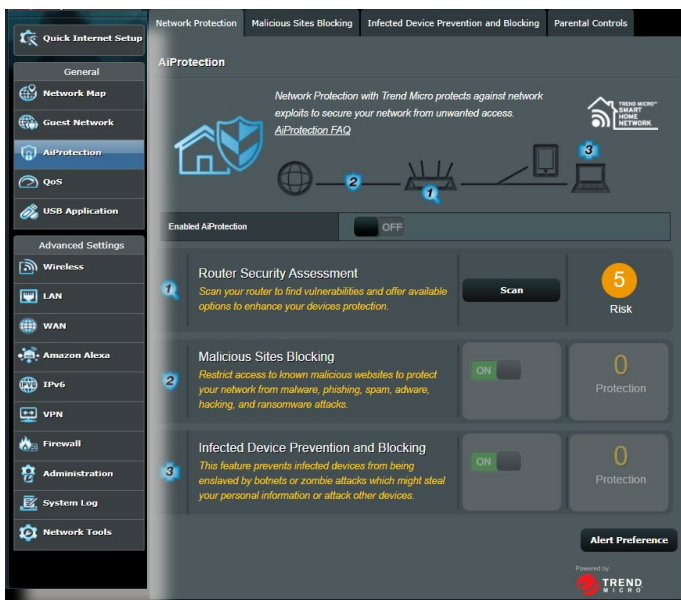 Quick Internet Setup
General
Network Map
Guest Network
AiProtection
QoS
USB Application
Advanced Settings
Wireless
LAN
WAN
Amazon Alexa
IPv6
VPN
Firewall
Administration
System Log
Network Tools
Network Protection Malicious Sites Blocking Infected Device Prevention and Blocking Parental Controls
AiProtection
Network Protection with Trend Micro protects against network
exploits to secure your network from unwanted access.
AiProtection FAQ
TREND MICRO™
SMART
HOME
NETWORK
2
1
3
Enabled AiProtection OFF
1
Router Security Assessment
Scan your router to find vulnerabilities and offer available
options to enhance your devices protection.
Scan
5
Risk
2
Malicious Sites Blocking
Restrict access to known malicious websites to protect
your network from malware, phishing, spam, adware,
hacking, and ransomware attacks.
ON
0
Protection
3
Infected Device Prevention and Blocking
This feature prevents infected devices from being
enslaved by botnets or zombie attacks which might steal
your personal information or attack other devices.
ON
0
Protection
Alert Preference
Powered by
TREND
MICRO